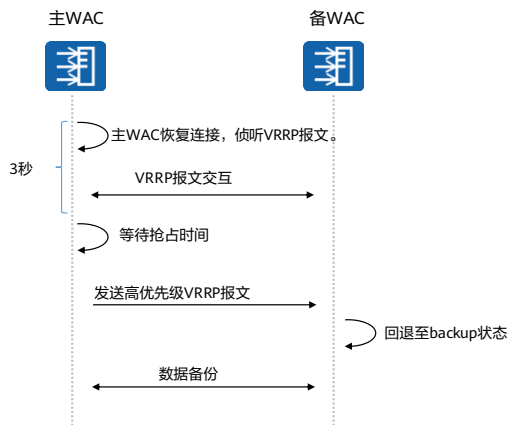 主WAC
备WAC
主WAC恢复连接，侦听VRRP报文。
3秒
VRRP报文交互
等待抢占时间
发送高优先级VRRP报文
回退至backup状态
数据备份